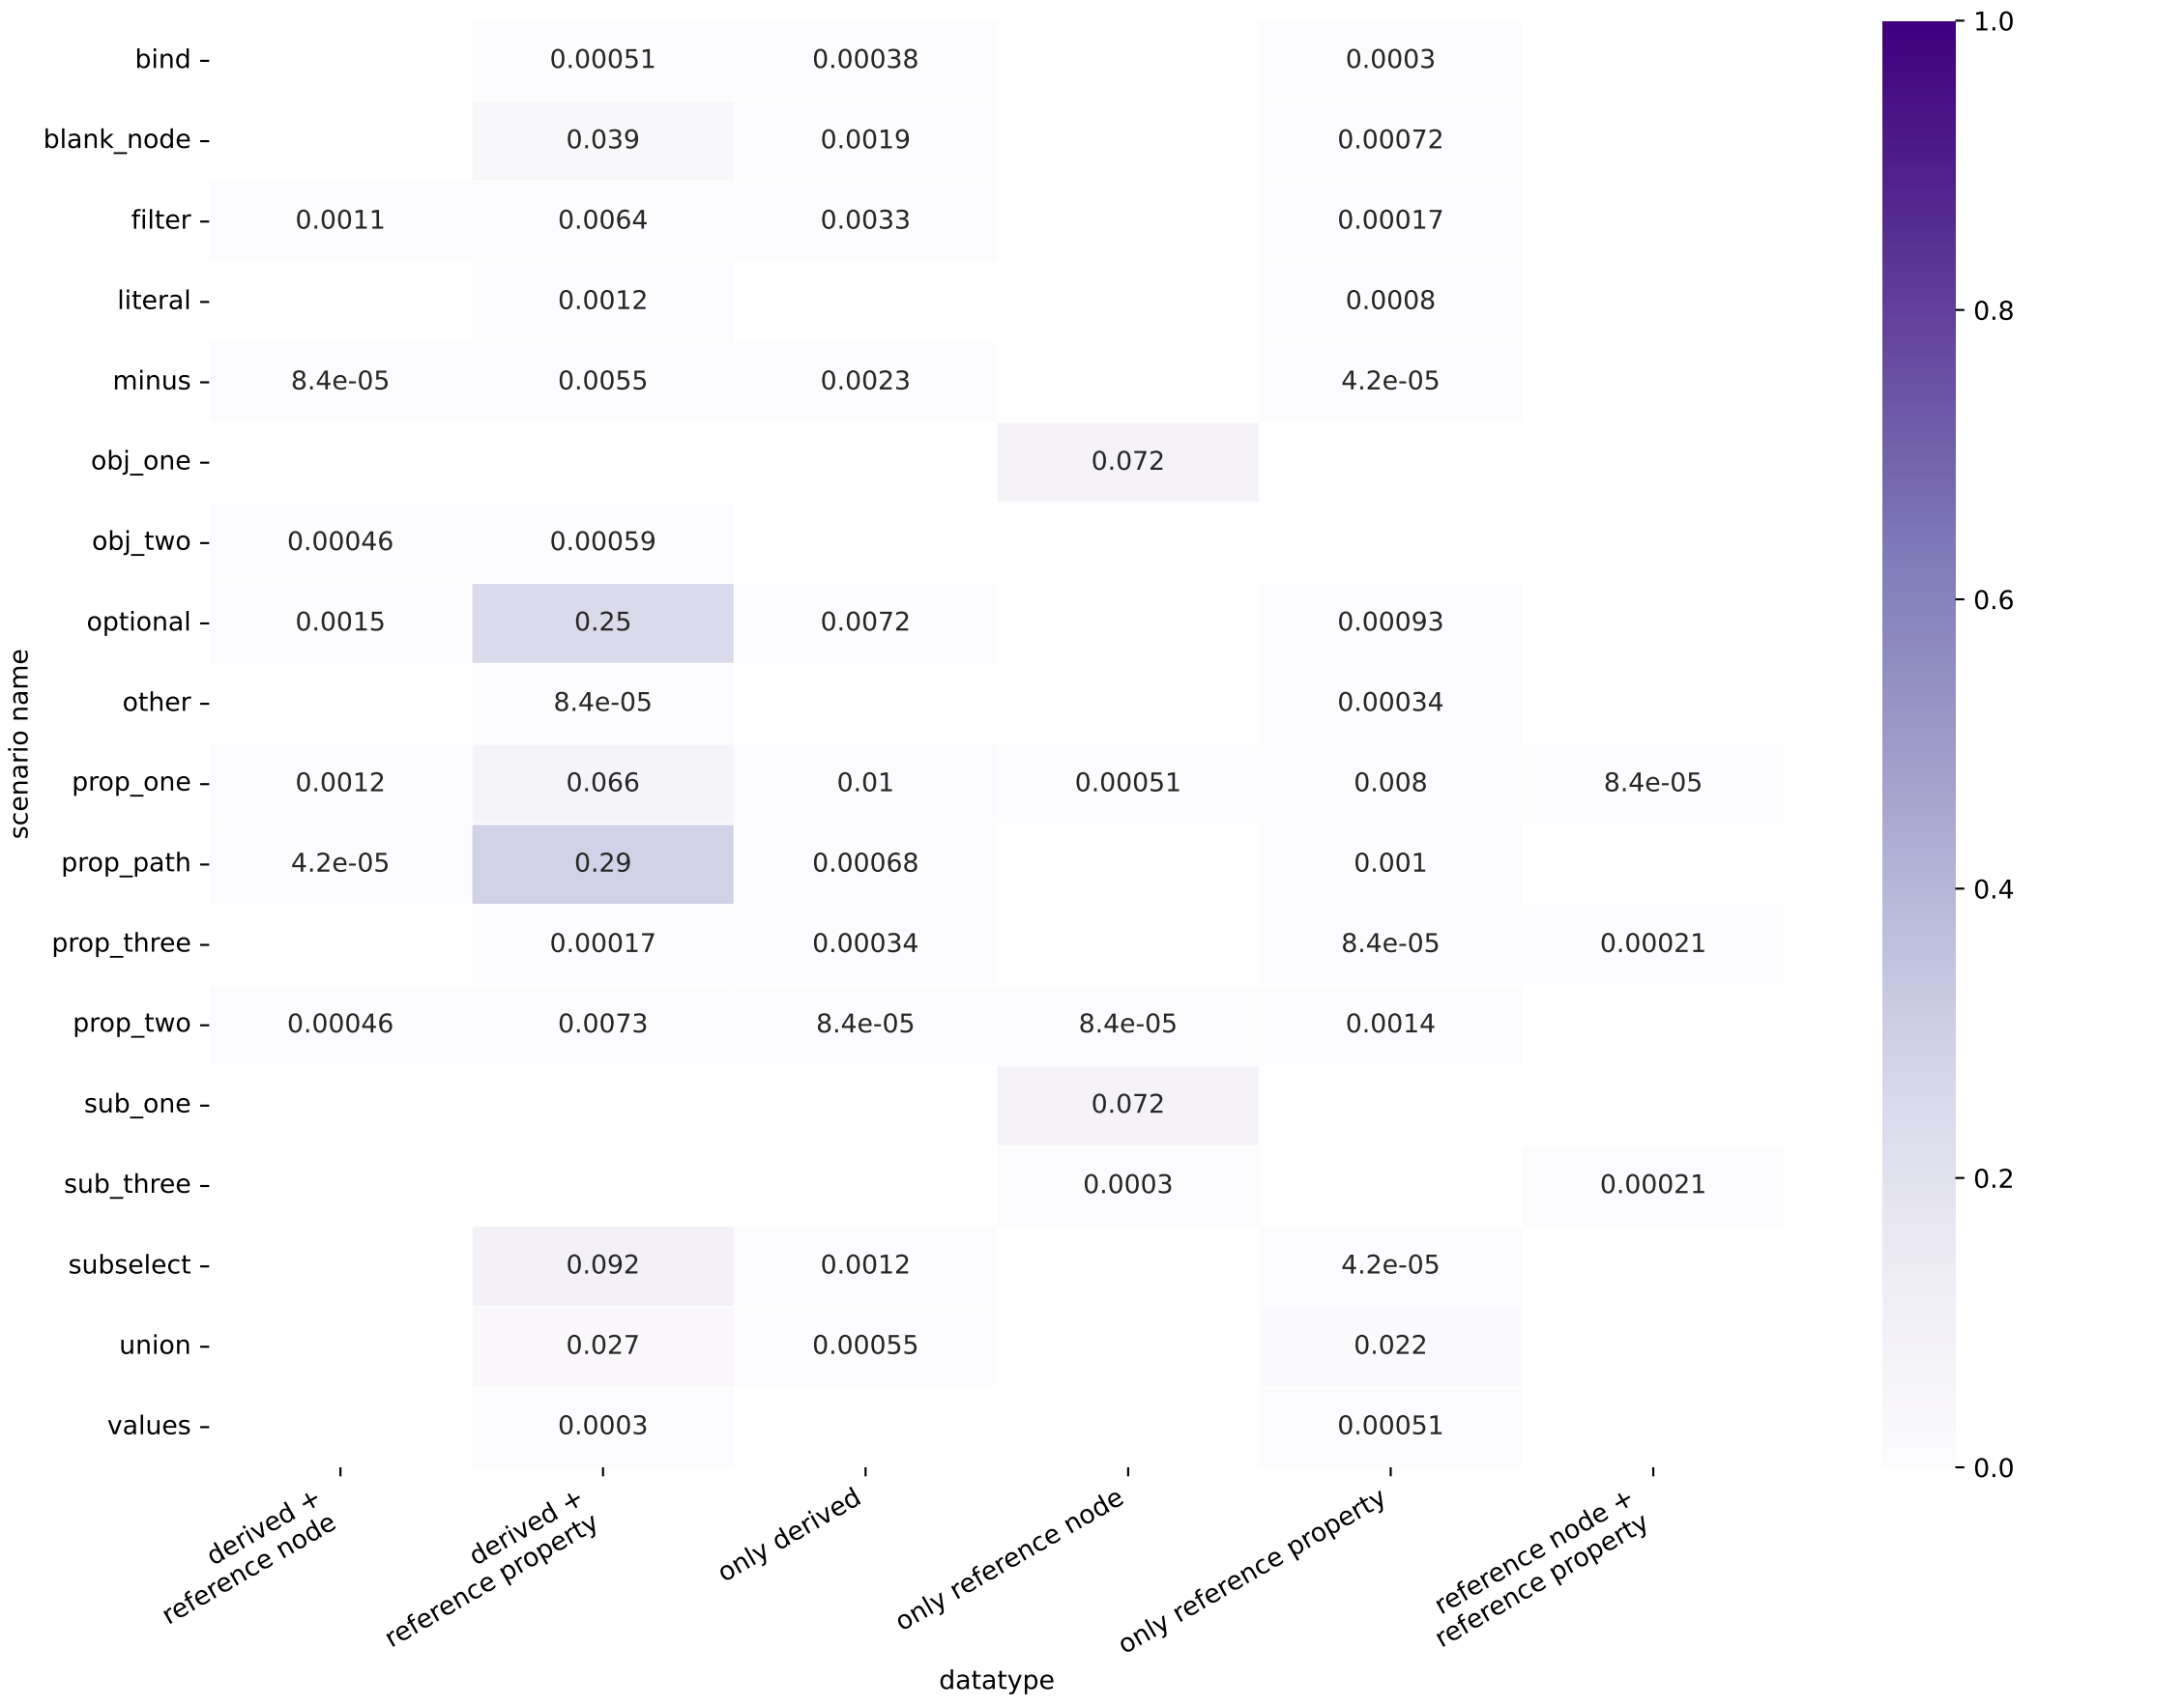 bind 0.00051 0.00038 0.0003
blank_node 0.039 0.0019 0.00072
filter 0.0011 0.0064 0.0033 0.00017
literal 0.0012 0.0008
minus 8.4e-05 0.0055 0.0023 4.2e-05
obj_one 0.072
obj_two 0.00046 0.00059
optional 0.0015 0.25 0.0072 0.00093
other 8.4e-05 0.00034
prop_one 0.0012 0.066 0.01 0.00051 0.008 8.4e-05
prop_path 4.2e-05 0.29 0.00068 0.001
prop_three 0.00017 0.00034 8.4e-05 0.00021
prop_two 0.00046 0.0073 8.4e-05 8.4e-05 0.0014
sub_one 0.072
sub_three 0.0003 0.00021
subselect 0.092 0.0012 4.2e-05
union 0.027 0.00055 0.022
values 0.0003 0.00051
scenario name
derived +
reference node
derived +
reference property
only derived
only reference node
only reference property
reference node +
reference property
datatype
1.0
0.8
0.6
0.4
0.2
0.0